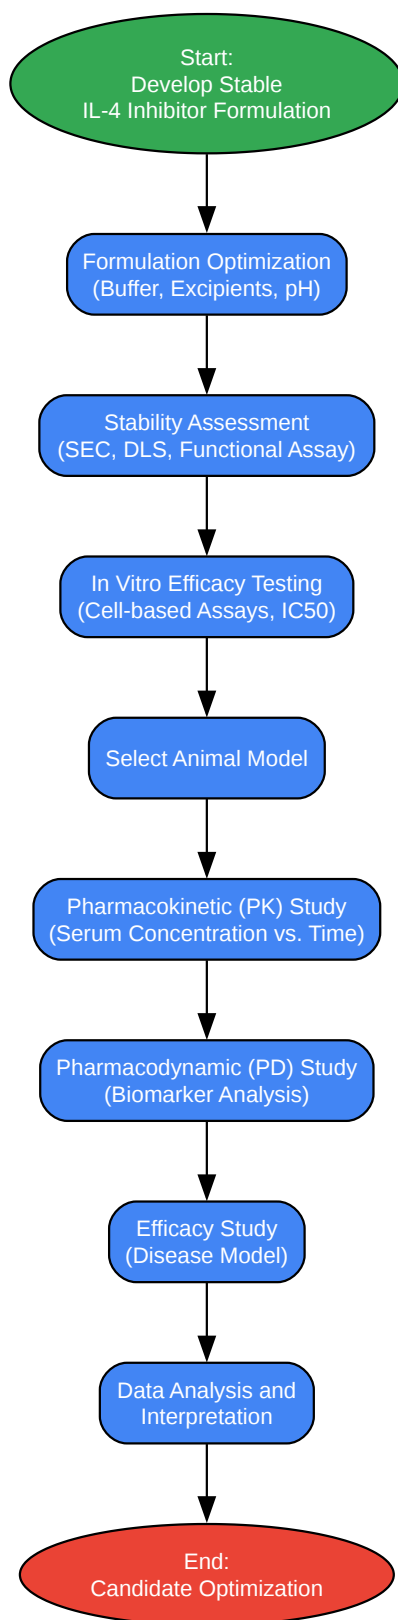 Start:
Develop Stable
IL-4 Inhibitor Formulation
Formulation Optimization
(Buffer, Excipients, pH)
Stability Assessment
(SEC, DLS, Functional Assay)
In Vitro Efficacy Testing
(Cell-based Assays, IC50)
Select Animal Model
Pharmacokinetic (PK) Study
(Serum Concentration vs. Time)
Pharmacodynamic (PD) Study
(Biomarker Analysis)
Efficacy Study
(Disease Model)
Data Analysis and
Interpretation
End:
Candidate Optimization